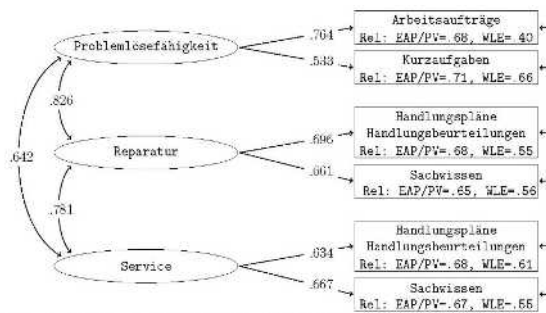 Problemlösefähigkeit
.764
Arbeitsaufträge
Rel: EAP/PV=.68, WLE=.40
.533
Kurzaufgaben
Rel: EAP/PV=.71, WLE=.66
.826
.642
Reparatur
.696
Handlungspläne
Handlungsbeurteilungen
Rel: EAP/PV=.68, WLE=.55
.661
Sachwissen
Rel: EAP/PV=.65, WLE=.56
.781
Service
.634
Handlungspläne
Handlungsbeurteilungen
Rel: EAP/PV=.68, WLE=.61
.667
Sachwissen
Rel: EAP/PV=.67, WLE=.55